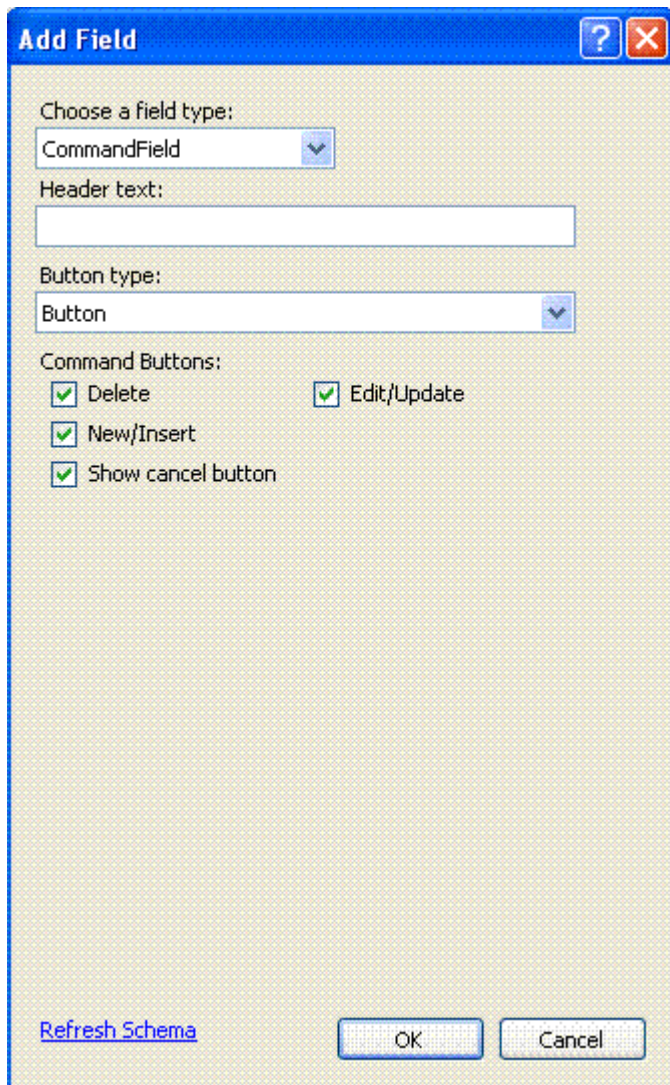 Add Field
Choose a field type:
CommandField
Header text:
Button type:
Button
Command Buttons:
Delete Edit/Update
New/Insert
Show cancel button
Refresh Schema OK Cancel